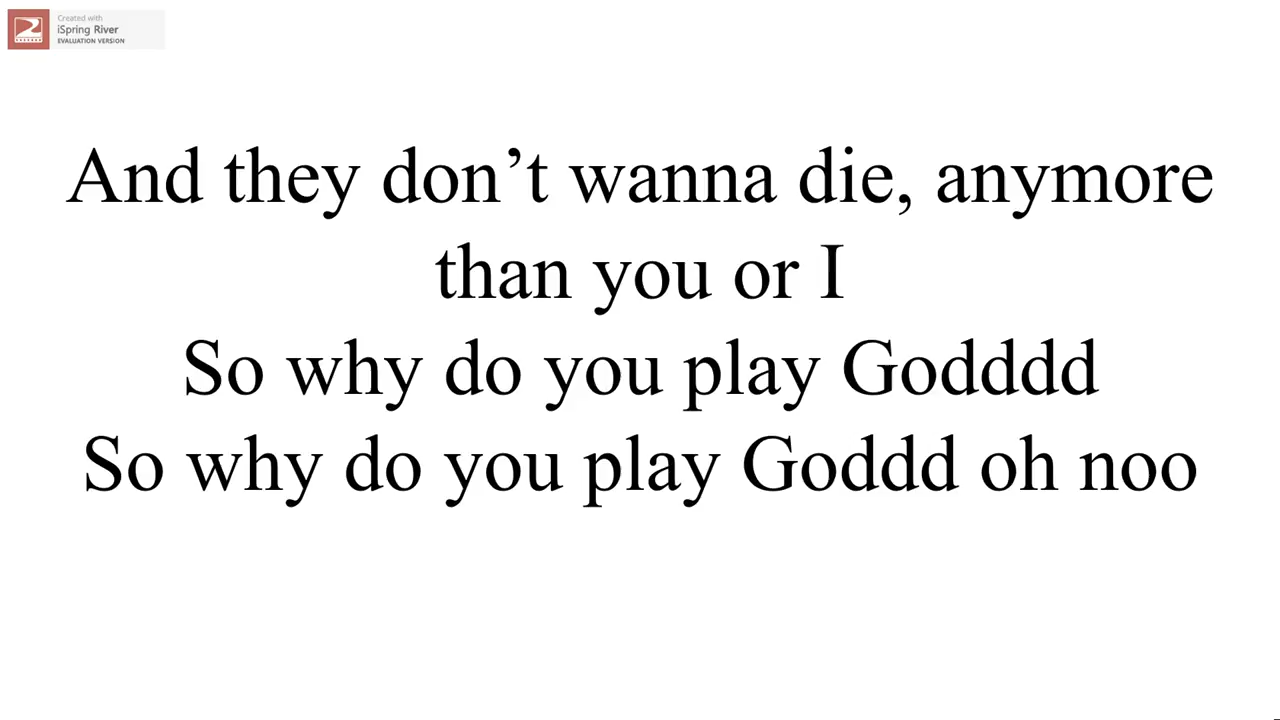 Created with
iSpring River
EVALUATION VERSION
And they don’t wanna die, anymore
than you or I
So why do you play Godddd
So why do you play Goddd oh noo